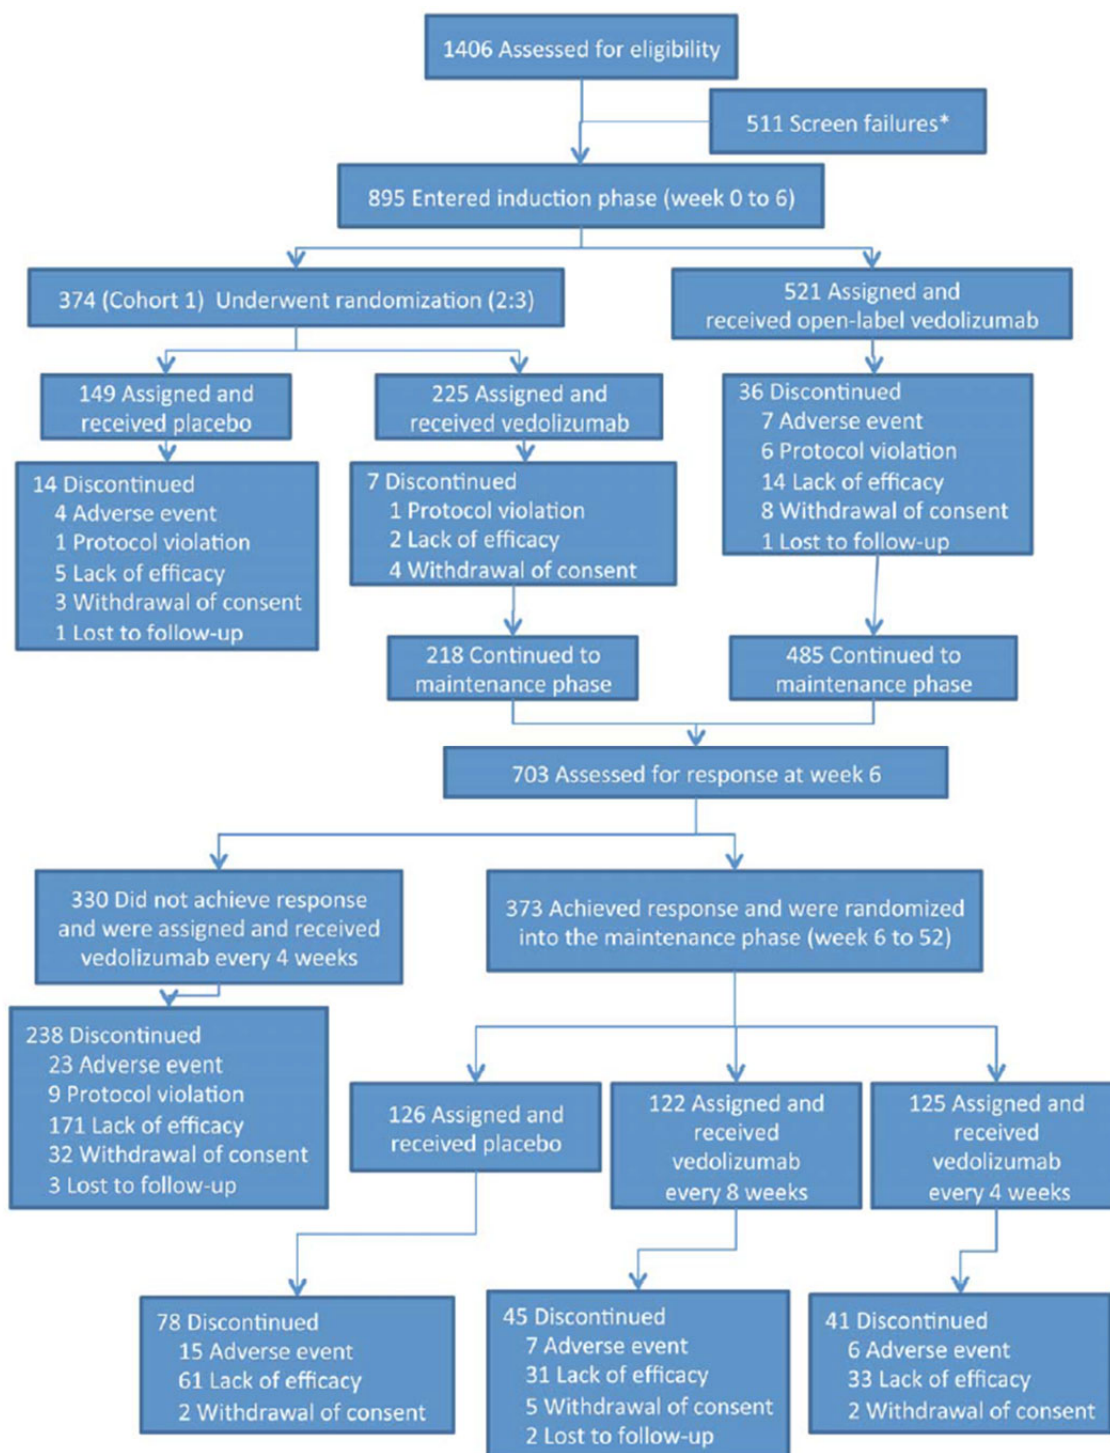 1406 Assessed for eligibility
511 Screen failures*
895 Entered induction phase (week 0 to 6)
374 (Cohort 1) Underwent randomization (2:3)
521 Assigned and
received open-label vedolizumab
149 Assigned and
received placebo
225 Assigned and
received vedolizumab
36 Discontinued
7 Adverse event
6 Protocol violation
14 Lack of efficacy
8 Withdrawal of consent
1 Lost to follow-up
14 Discontinued
4 Adverse event
1 Protocol violation
5 Lack of efficacy
3 Withdrawal of consent
1 Lost to follow-up
7 Discontinued
1 Protocol violation
2 Lack of efficacy
4 Withdrawal of consent
218 Continued to
maintenance phase
485 Continued to
maintenance phase
703 Assessed for response at week 6
330 Did not achieve response
and were assigned and received
vedolizumab every 4 weeks
373 Achieved response and were randomized
into the maintenance phase (week 6 to 52)
238 Discontinued
23 Adverse event
9 Protocol violation
171 Lack of efficacy
32 Withdrawal of consent
3 Lost to follow-up
126 Assigned and
received placebo
122 Assigned and
received
vedolizumab
every 8 weeks
125 Assigned and
received
vedolizumab
every 4 weeks
78 Discontinued
15 Adverse event
61 Lack of efficacy
2 Withdrawal of consent
45 Discontinued
7 Adverse event
31 Lack of efficacy
5 Withdrawal of consent
2 Lost to follow-up
41 Discontinued
6 Adverse event
33 Lack of efficacy
2 Withdrawal of consent